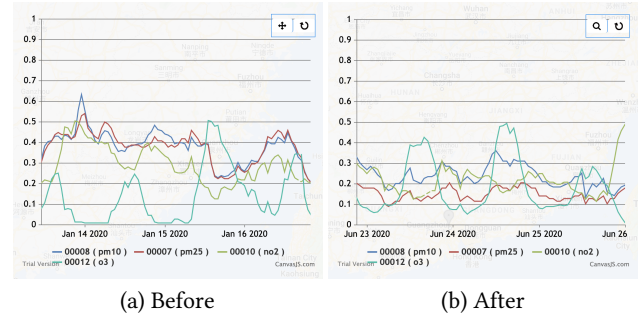 1
0.9
0.8
0.7
0.6
0.5
0.4
0.3
0.2
0.1
0
Jan 14 2020 Jan 15 2020 Jan 16 2020
00008 ( pm10 ) 00007 ( pm25 ) 00010 ( no2 )
00012 ( o3 )
Trial Version CanvasJS.com
(a) Before
1
0.9
0.8
0.7
0.6
0.5
0.4
0.3
0.2
0.1
0
Jun 23 2020 Jun 24 2020 Jun 25 2020 Jun 26
00008 ( pm10 ) 00007 ( pm25 ) 00010 ( no2 )
00012 ( o3 )
Trial Version CanvasJS.com
(b) After